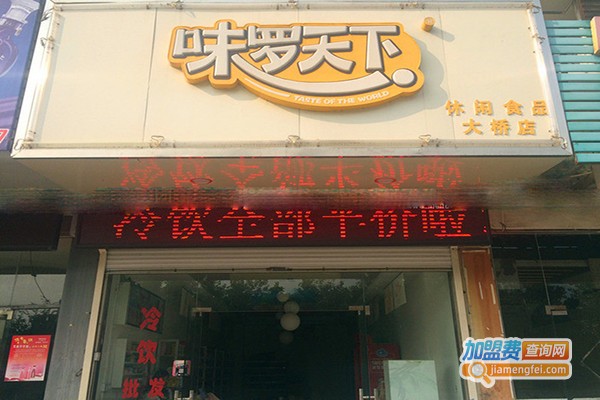 味罗天下
TASTE OF THE WORLD
休闲食品
大桥店
冷饮全部半价啦
冷饮
批发
加盟费查询网
jiamengfei.com